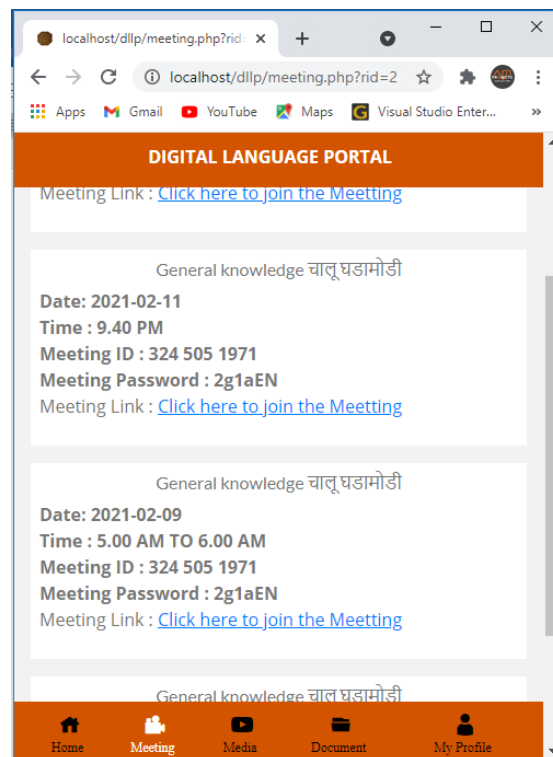 localhost/dllp/meeting.php?rid=
localhost/dllp/meeting.php?rid=2
Apps Gmail YouTube Maps Visual Studio Enter... »
DIGITAL LANGUAGE PORTAL
Meeting Link : Click here to join the Meetting
General knowledge चालू घडामोडी
Date: 2021-02-11
Time : 9.40 PM
Meeting ID : 324 505 1971
Meeting Password : 2g1aEN
Meeting Link : Click here to join the Meetting
General knowledge चालू घडामोडी
Date: 2021-02-09
Time : 5.00 AM TO 6.00 AM
Meeting ID : 324 505 1971
Meeting Password : 2g1aEN
Meeting Link : Click here to join the Meetting
General knowledge चालू घडामोडी
Home Meeting Media Document My Profile